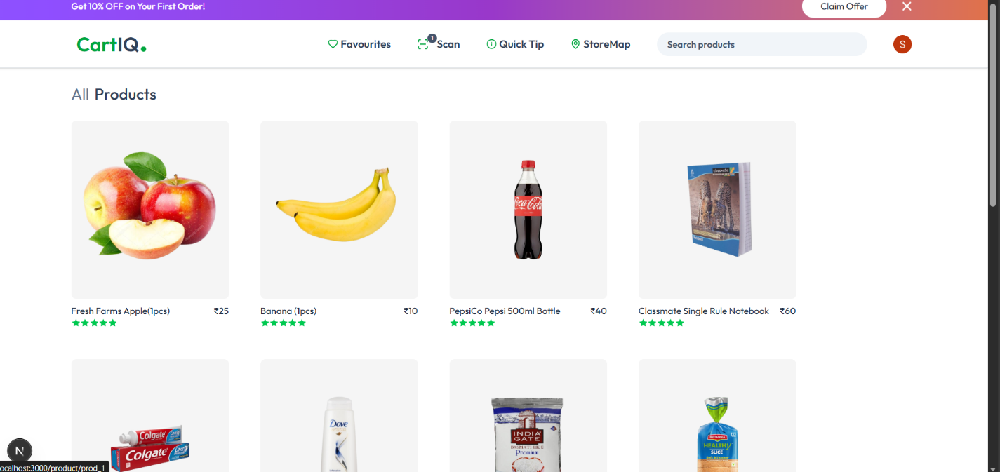 Get 10% OFF on Your First Order!
Claim Offer
CartIQ.
Favourites
1
Scan
Quick Tip
StoreMap
Search products
S
All Products
Coca-Cola
classmate
Fresh Farms Apple(1pcs)
₹25
Banana (1pcs)
₹10
PepsiCo Pepsi 500ml Bottle
₹40
Classmate Single Rule Notebook
₹60
Colgate
Colgate
Dove
INDIA
GATE
BASMATI RICE
Premium
BRITANNIA
HEALTHY
SLICE
N
ocalhost:3000/product/prod_1